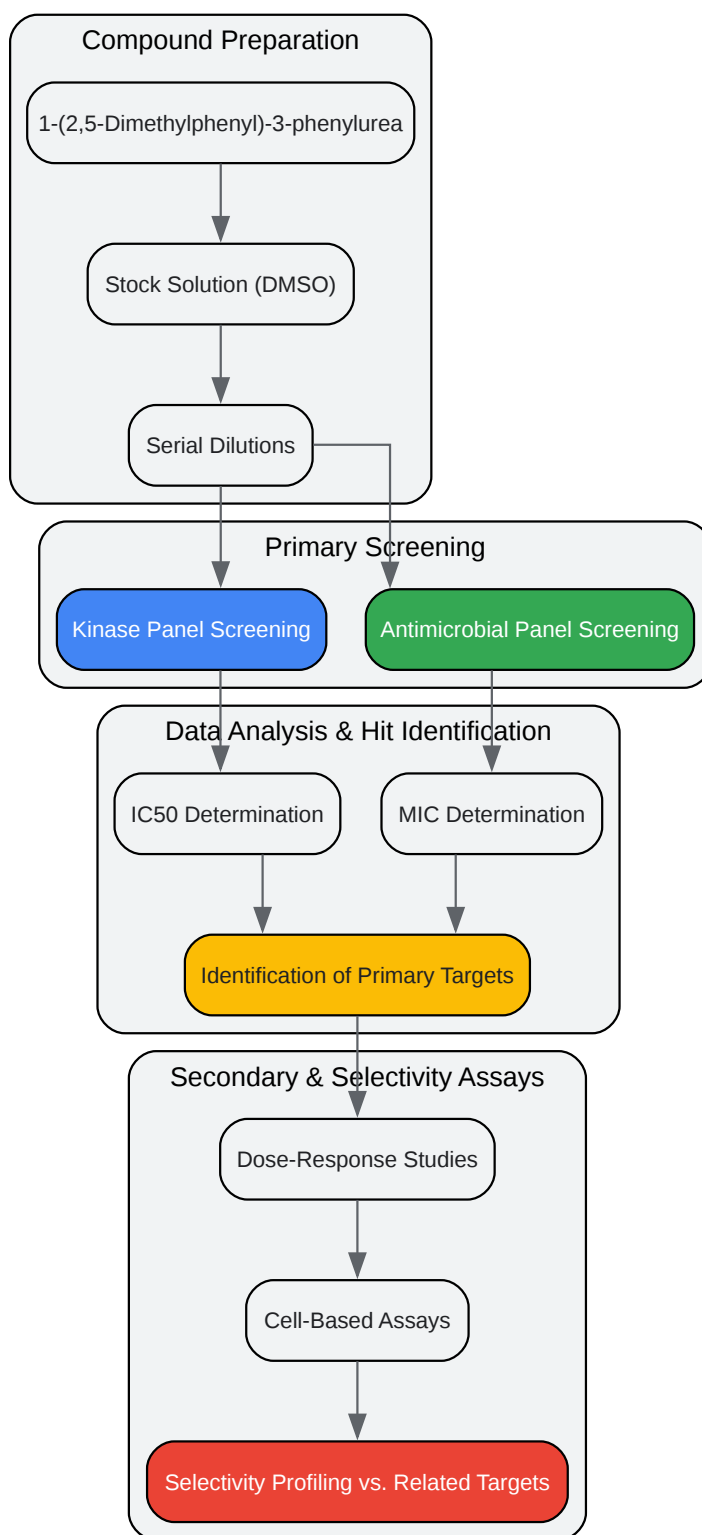 Compound Preparation
1-(2,5-Dimethylphenyl)-3-phenylurea
Stock Solution (DMSO)
Serial Dilutions
Primary Screening
Kinase Panel Screening
Antimicrobial Panel Screening
Data Analysis & Hit Identification
IC50 Determination
MIC Determination
Identification of Primary Targets
Secondary & Selectivity Assays
Dose-Response Studies
Cell-Based Assays
Selectivity Profiling vs. Related Targets